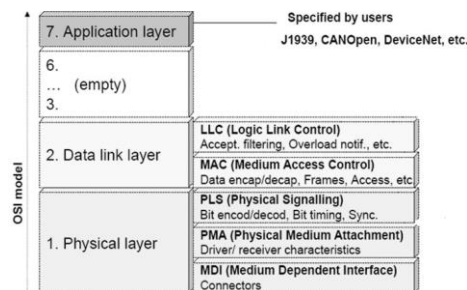 Specified by users
7. Application layer
J1939, CANOpen, DeviceNet, etc.
6.
... (empty)
3.
OSI model
2. Data link layer
LLC (Logic Link Control)
Accept. filtering, Overload notif., etc.
MAC (Medium Access Control)
Data encap/decap, Frames, Access, etc
1. Physical layer
PLS (Physical Signalling)
Bit encod/decod, Bit timing, Sync.
PMA (Physical Medium Attachment)
Driver/ receiver characteristics
MDI (Medium Dependent Interface)
Connectors